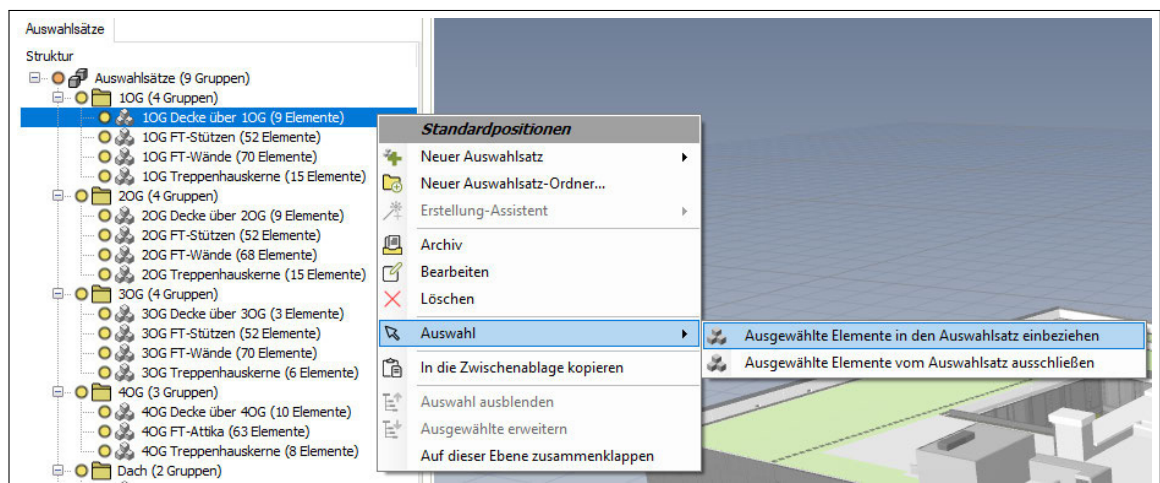 Auswahlsätze
Struktur
Auswahlsätze (9 Gruppen)
1OG (4 Gruppen)
1OG Decke über 1OG (9 Elemente)
1OG FT-Stützen (52 Elemente)
1OG FT-Wände (70 Elemente)
1OG Treppenhauskerne (15 Elemente)
2OG (4 Gruppen)
2OG Decke über 2OG (9 Elemente)
2OG FT-Stützen (52 Elemente)
2OG FT-Wände (68 Elemente)
2OG Treppenhauskerne (15 Elemente)
3OG (4 Gruppen)
3OG Decke über 3OG (3 Elemente)
3OG FT-Stützen (52 Elemente)
3OG FT-Wände (70 Elemente)
3OG Treppenhauskerne (6 Elemente)
4OG (3 Gruppen)
4OG Decke über 4OG (10 Elemente)
4OG FT-Attika (63 Elemente)
4OG Treppenhauskerne (8 Elemente)
Dach (2 Gruppen)
Standardpositionen
Neuer Auswahlsatz
Neuer Auswahlsatz-Ordner...
Erstellung-Assistent
Archiv
Bearbeiten
Löschen
Auswahl
In die Zwischenablage kopieren
Auswahl ausblenden
Ausgewählte erweitern
Auf dieser Ebene zusammenklappen
Ausgewählte Elemente in den Auswahlsatz einbeziehen
Ausgewählte Elemente vom Auswahlsatz ausschließen